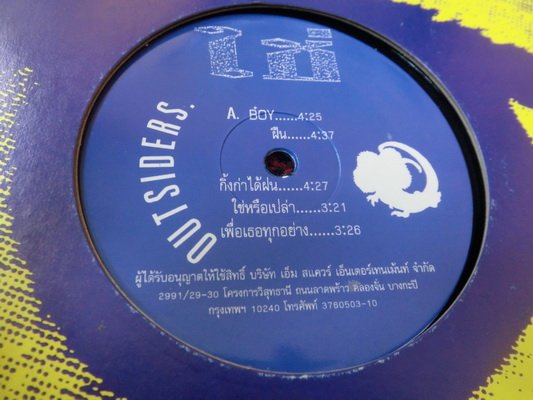 OUTSIDERS.
A. BOY......4:25
ฝืน......4:37
กิ้งก่าได้ฝน......4:27
ใช่หรือเปล่า......3:21
เพื่อเธอทุกอย่าง......3:26
ผู้ได้รับอนุญาตให้ใช้สิทธิ์ บริษัท เอ็ม สแควร์ เอ็นเตอร์เทนเม้นท์ จำกัด
2991/29-30 โครงการวิสุทธานี ถนนลาดพร้าว คลองจั่น บางกะปิ
กรุงเทพฯ 10240 โทรศัพท์ 3760503-10